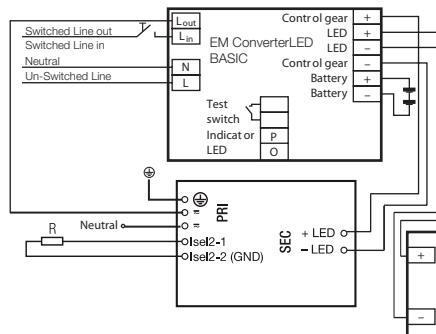 Switched Line out
Switched Line in
Neutral
Un-Switched Line
Lout
Lin
N
L
EM ConverterLED
BASIC
Control gear +
LED +
LED –
Control gear –
Battery +
Battery –
Test
switch
Indicator P
LED O
PRI
= 
Neutral =
R
Isel2-1
Isel2-2 (GND)
SEC
+ LED
– LED
+
–